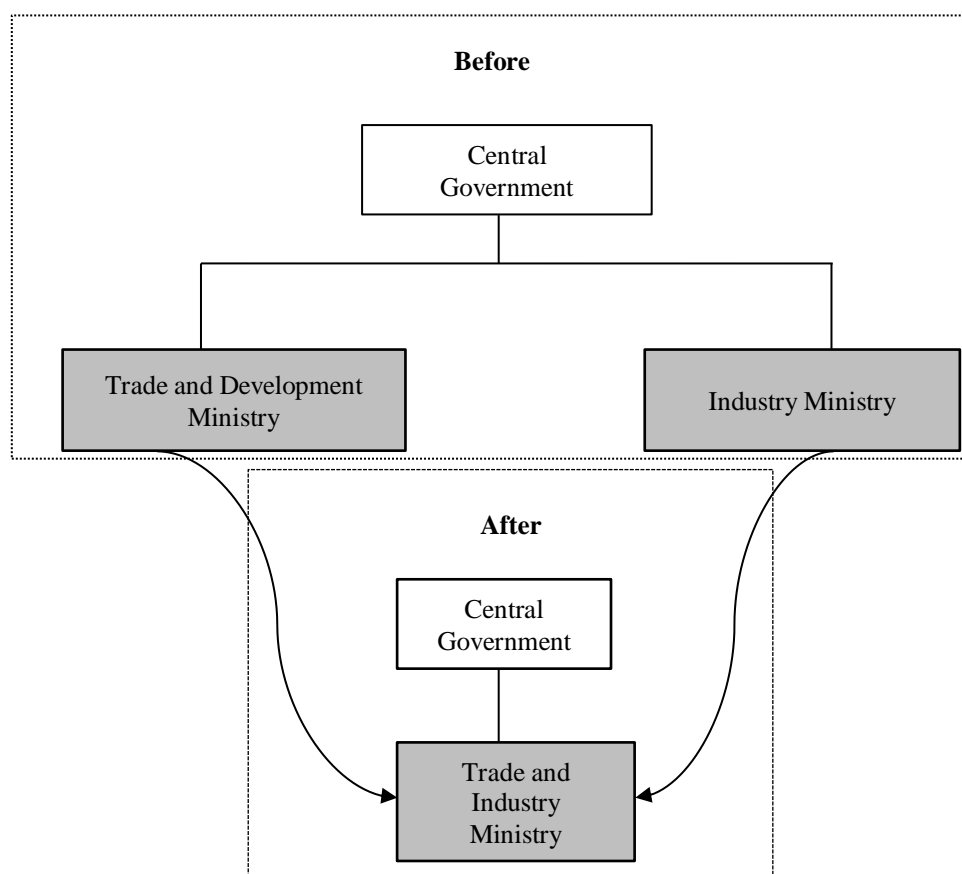 Before
Central
Government
Trade and Development
Ministry
Industry Ministry
After
Central
Government
Trade and
Industry
Ministry